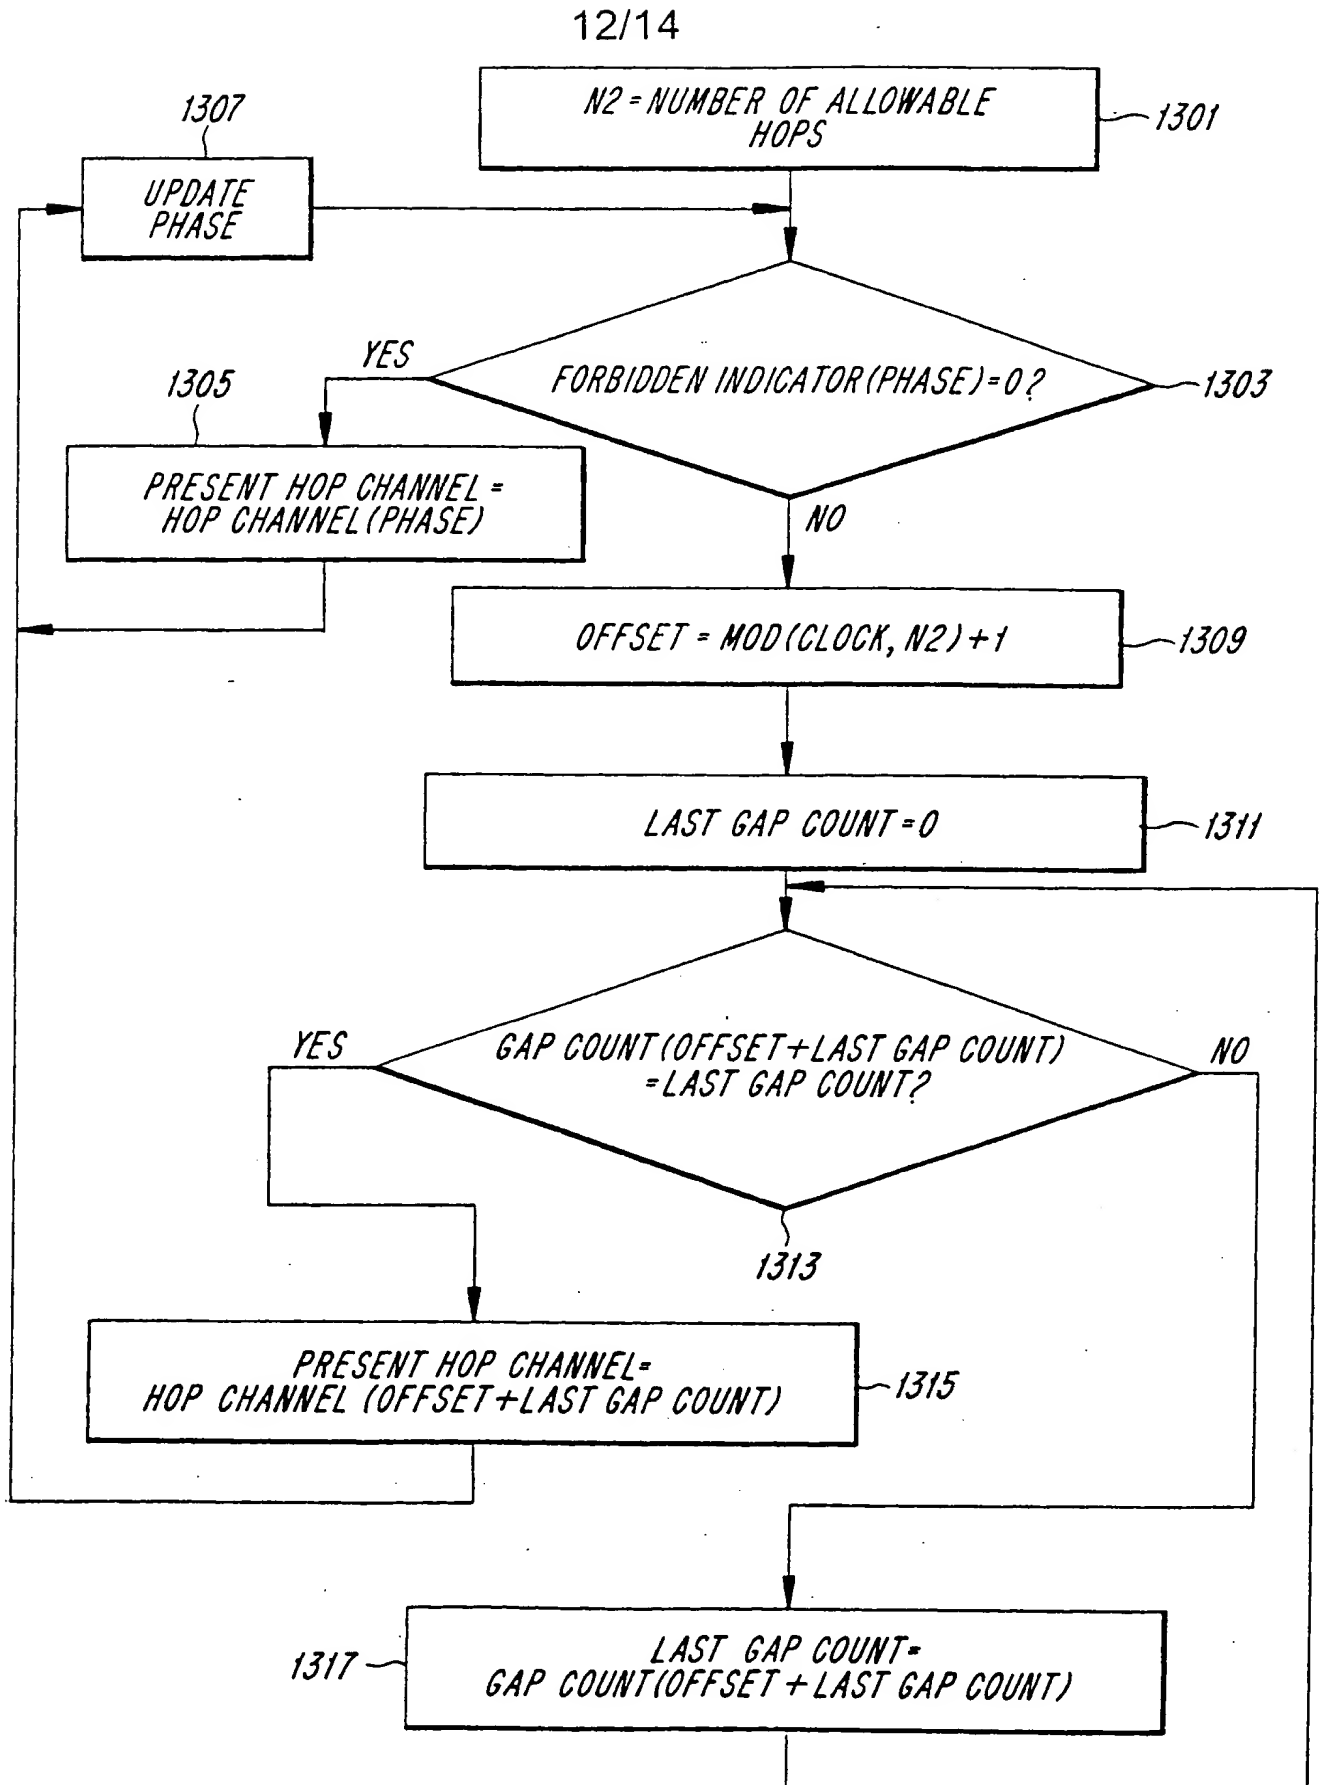 12/14
N2=NUMBER OF ALLOWABLE
HOPS
1301
1307
UPDATE
PHASE
YES
FORBIDDEN INDICATOR(PHASE)=0?
1303
1305
PRESENT HOP CHANNEL=
HOP CHANNEL(PHASE)
NO
OFFSET=MOD(CLOCK, N2)+1
1309
LAST GAP COUNT=0
1311
YES
GAP COUNT(OFFSET+LAST GAP COUNT)
=LAST GAP COUNT?
NO
1313
PRESENT HOP CHANNEL=
HOP CHANNEL (OFFSET+LAST GAP COUNT)
1315
LAST GAP COUNT=
GAP COUNT(OFFSET+LAST GAP COUNT)
1317